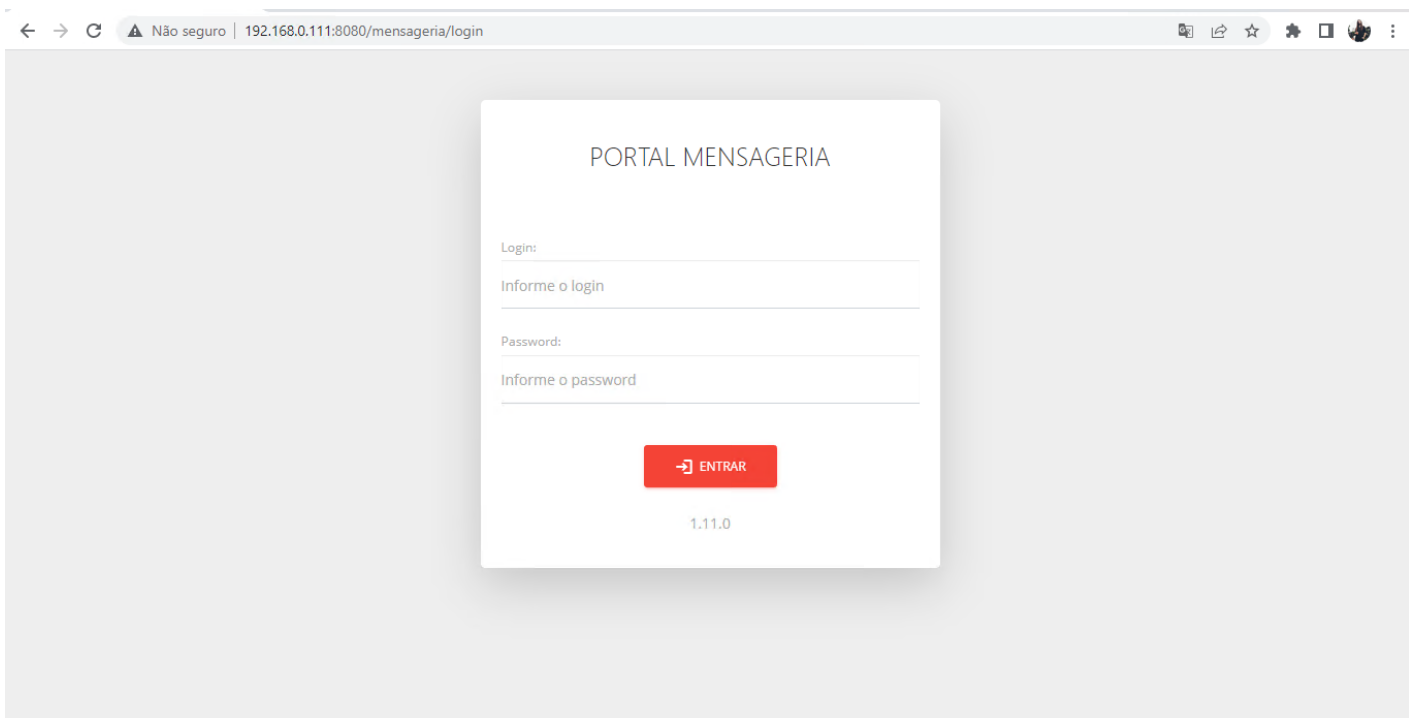 Não seguro | 192.168.0.111:8080/mensageria/login
PORTAL MENSAGERIA
Login:
Informe o login
Password:
Informe o password
ENTRAR
1.11.0